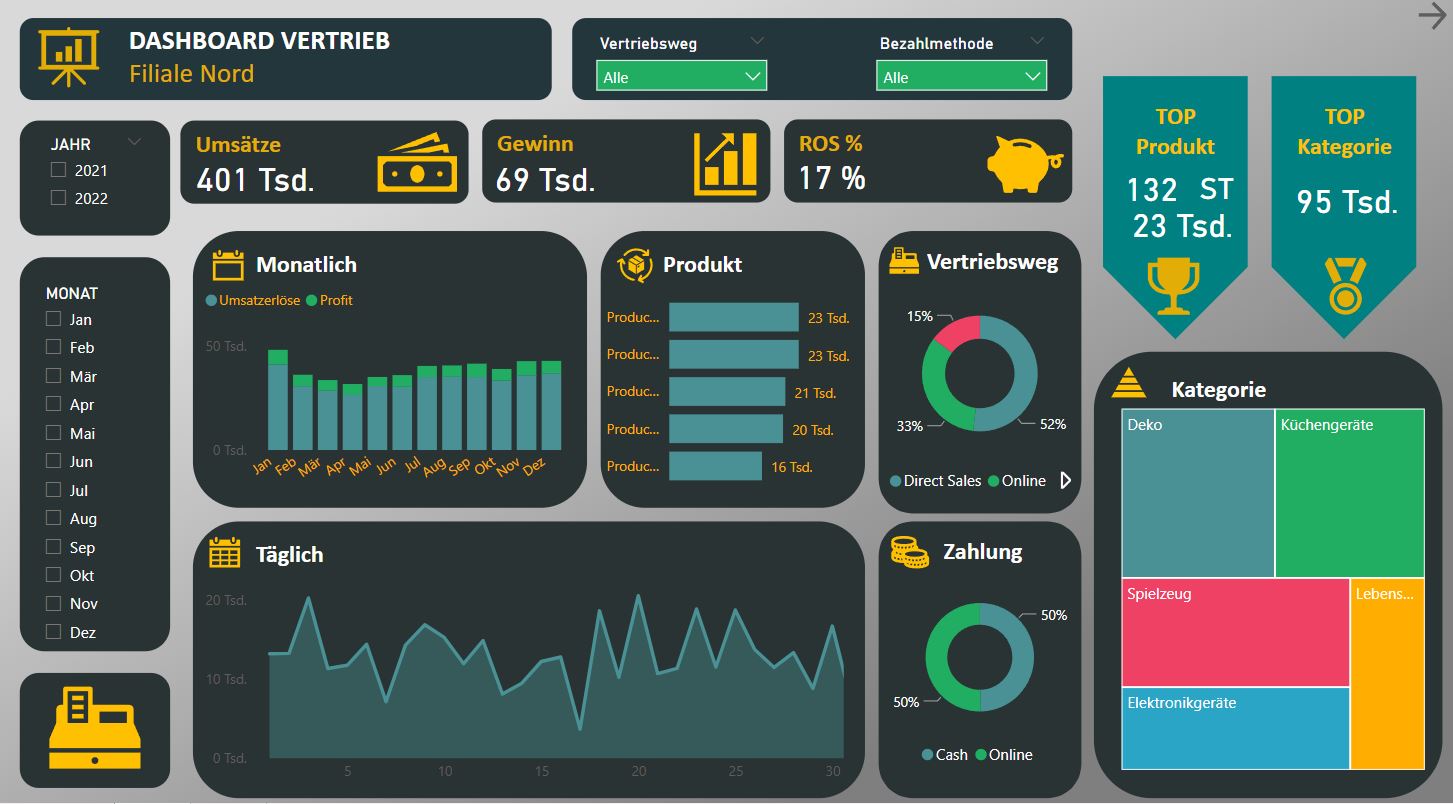 DASHBOARD VERTRIEB
Filiale Nord
Vertriebsweg
Alle
Bezahlmethode
Alle
TOP
Produkt
132 ST
23 Tsd.
TOP
Kategorie
95 Tsd.
JAHR
2021
2022
Umsätze
401 Tsd.
Gewinn
69 Tsd.
ROS %
17 %
MONAT
Jan
Feb
Mär
Apr
Mai
Jun
Jul
Aug
Sep
Okt
Nov
Dez
Monatlich
Umsatzerlöse Profit
50 Tsd.
0 Tsd.
Jan Feb Mär Apr Mai Jun Jul Aug Sep Okt Nov Dez
Produkt
Produc... 23 Tsd.
Produc... 23 Tsd.
Produc... 21 Tsd.
Produc... 20 Tsd.
Produc... 16 Tsd.
Vertriebsweg
15%
33%
52%
Direct Sales Online
Kategorie
Deko
Küchengeräte
Spielzeug
Lebens...
Elektronikgeräte
Täglich
20 Tsd.
10 Tsd.
0 Tsd.
5 10 15 20 25 30
Zahlung
50%
50%
Cash Online